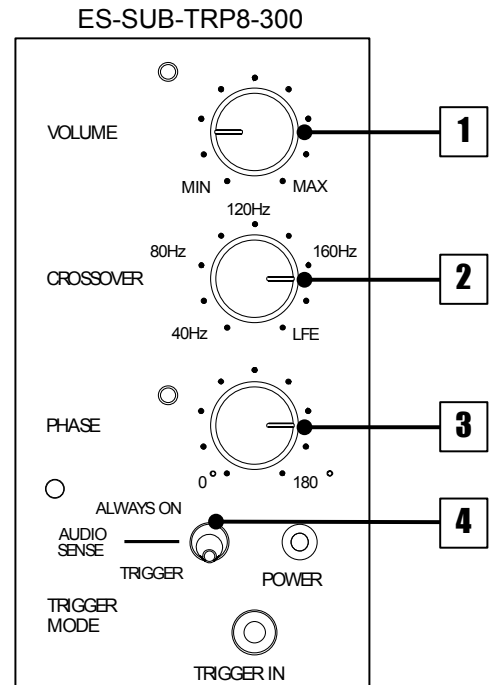 ES-SUB-TRP8-300
VOLUME
1
MIN
MAX
120Hz
80Hz
160Hz
CROSSOVER
2
40Hz
LFE
PHASE
3
0°
180 °
ALWAYS ON
4
AUDIO
SENSE
TRIGGER
POWER
TRIGGER
MODE
TRIGGER IN